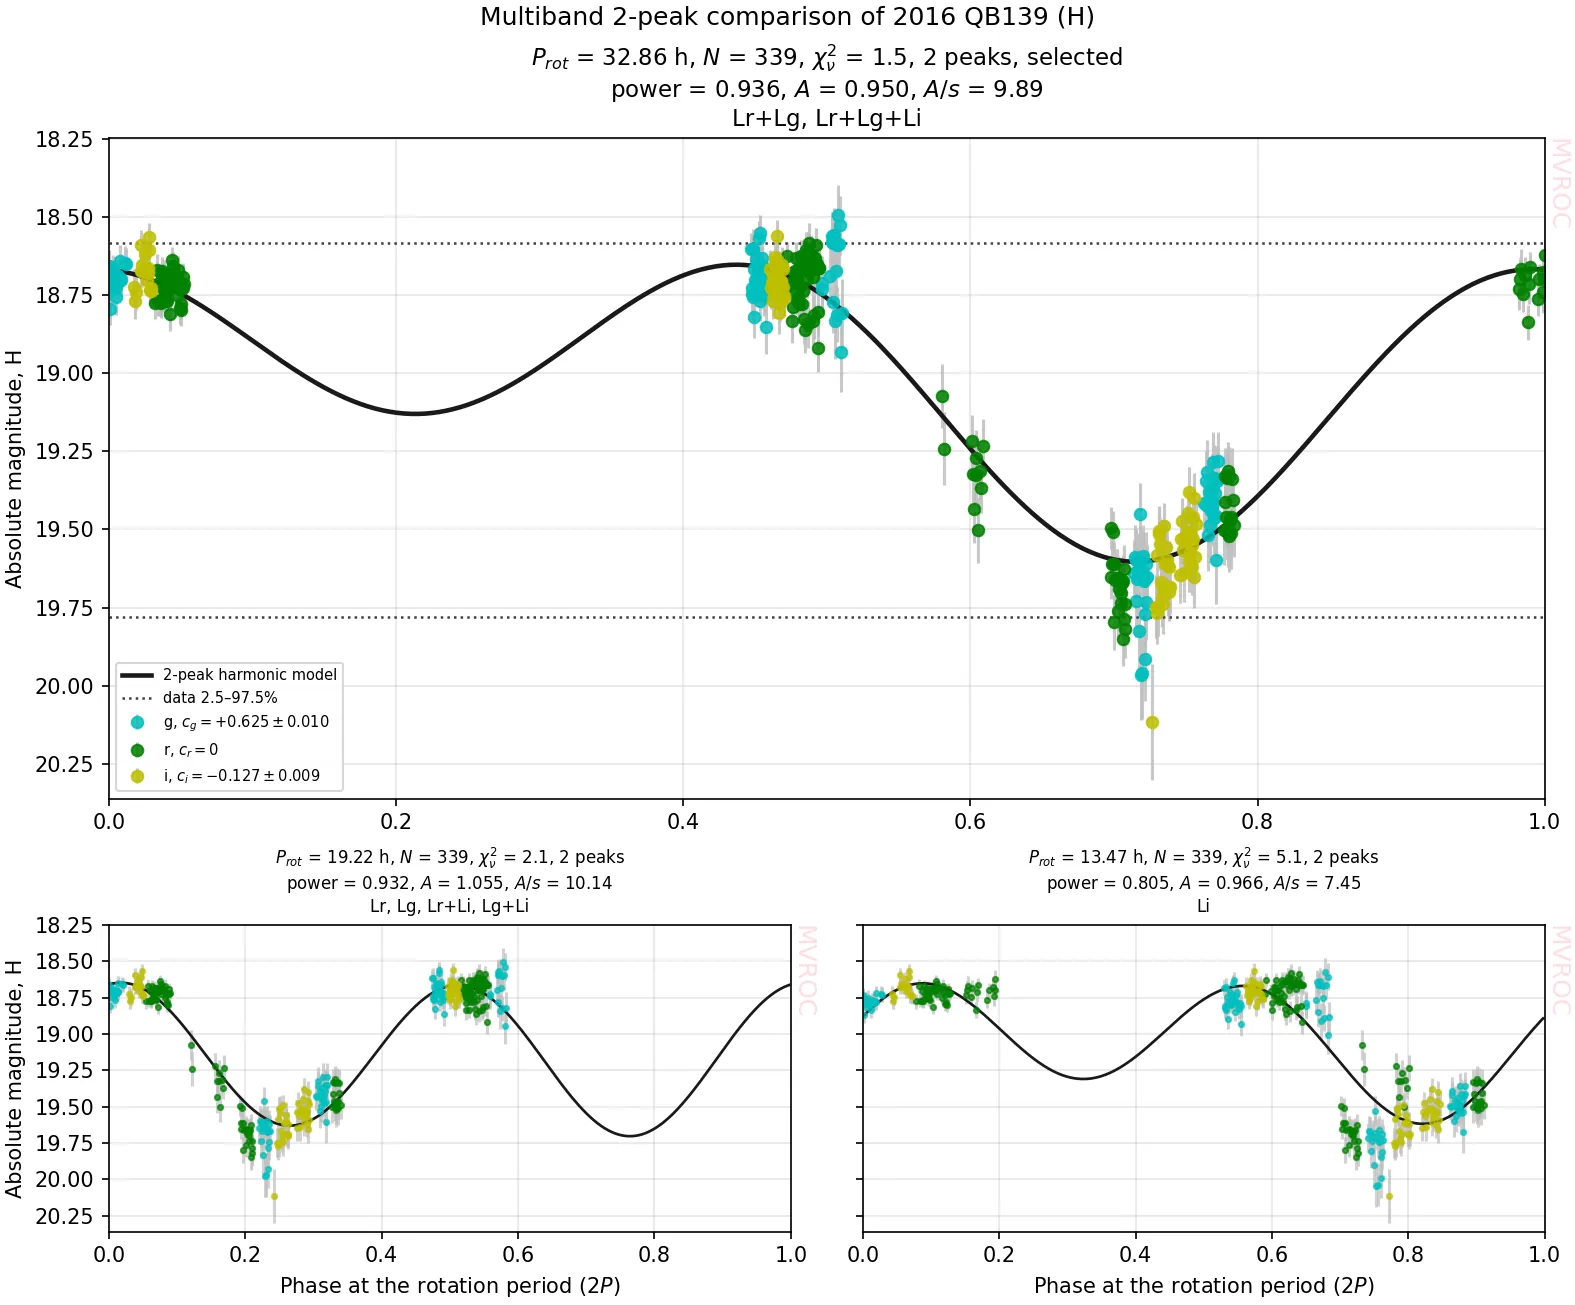 Multiband 2-peak comparison of 2016 QB139 (H)
P_rot = 32.86 h, N = 339, χ²_ν = 1.5, 2 peaks, selected
power = 0.936, A = 0.950, A/s = 9.89
Lr+Lg, Lr+Lg+Li
18.25
18.50
18.75
19.00
19.25
19.50
19.75
20.00
20.25
Absolute magnitude, H
MVROC
2-peak harmonic model
data 2.5–97.5%
g, c_g = +0.625 ± 0.010
r, c_r = 0
i, c_i = −0.127 ± 0.009
0.0 0.2 0.4 0.6 0.8 1.0
P_rot = 19.22 h, N = 339, χ²_ν = 2.1, 2 peaks
power = 0.932, A = 1.055, A/s = 10.14
Lr, Lg, Lr+Li, Lg+Li
18.25
18.50
18.75
19.00
19.25
19.50
19.75
20.00
20.25
Absolute magnitude, H
MVROC
0.0 0.2 0.4 0.6 0.8 1.0
Phase at the rotation period (2P)
P_rot = 13.47 h, N = 339, χ²_ν = 5.1, 2 peaks
power = 0.805, A = 0.966, A/s = 7.45
Li
MVROC
0.0 0.2 0.4 0.6 0.8 1.0
Phase at the rotation period (2P)